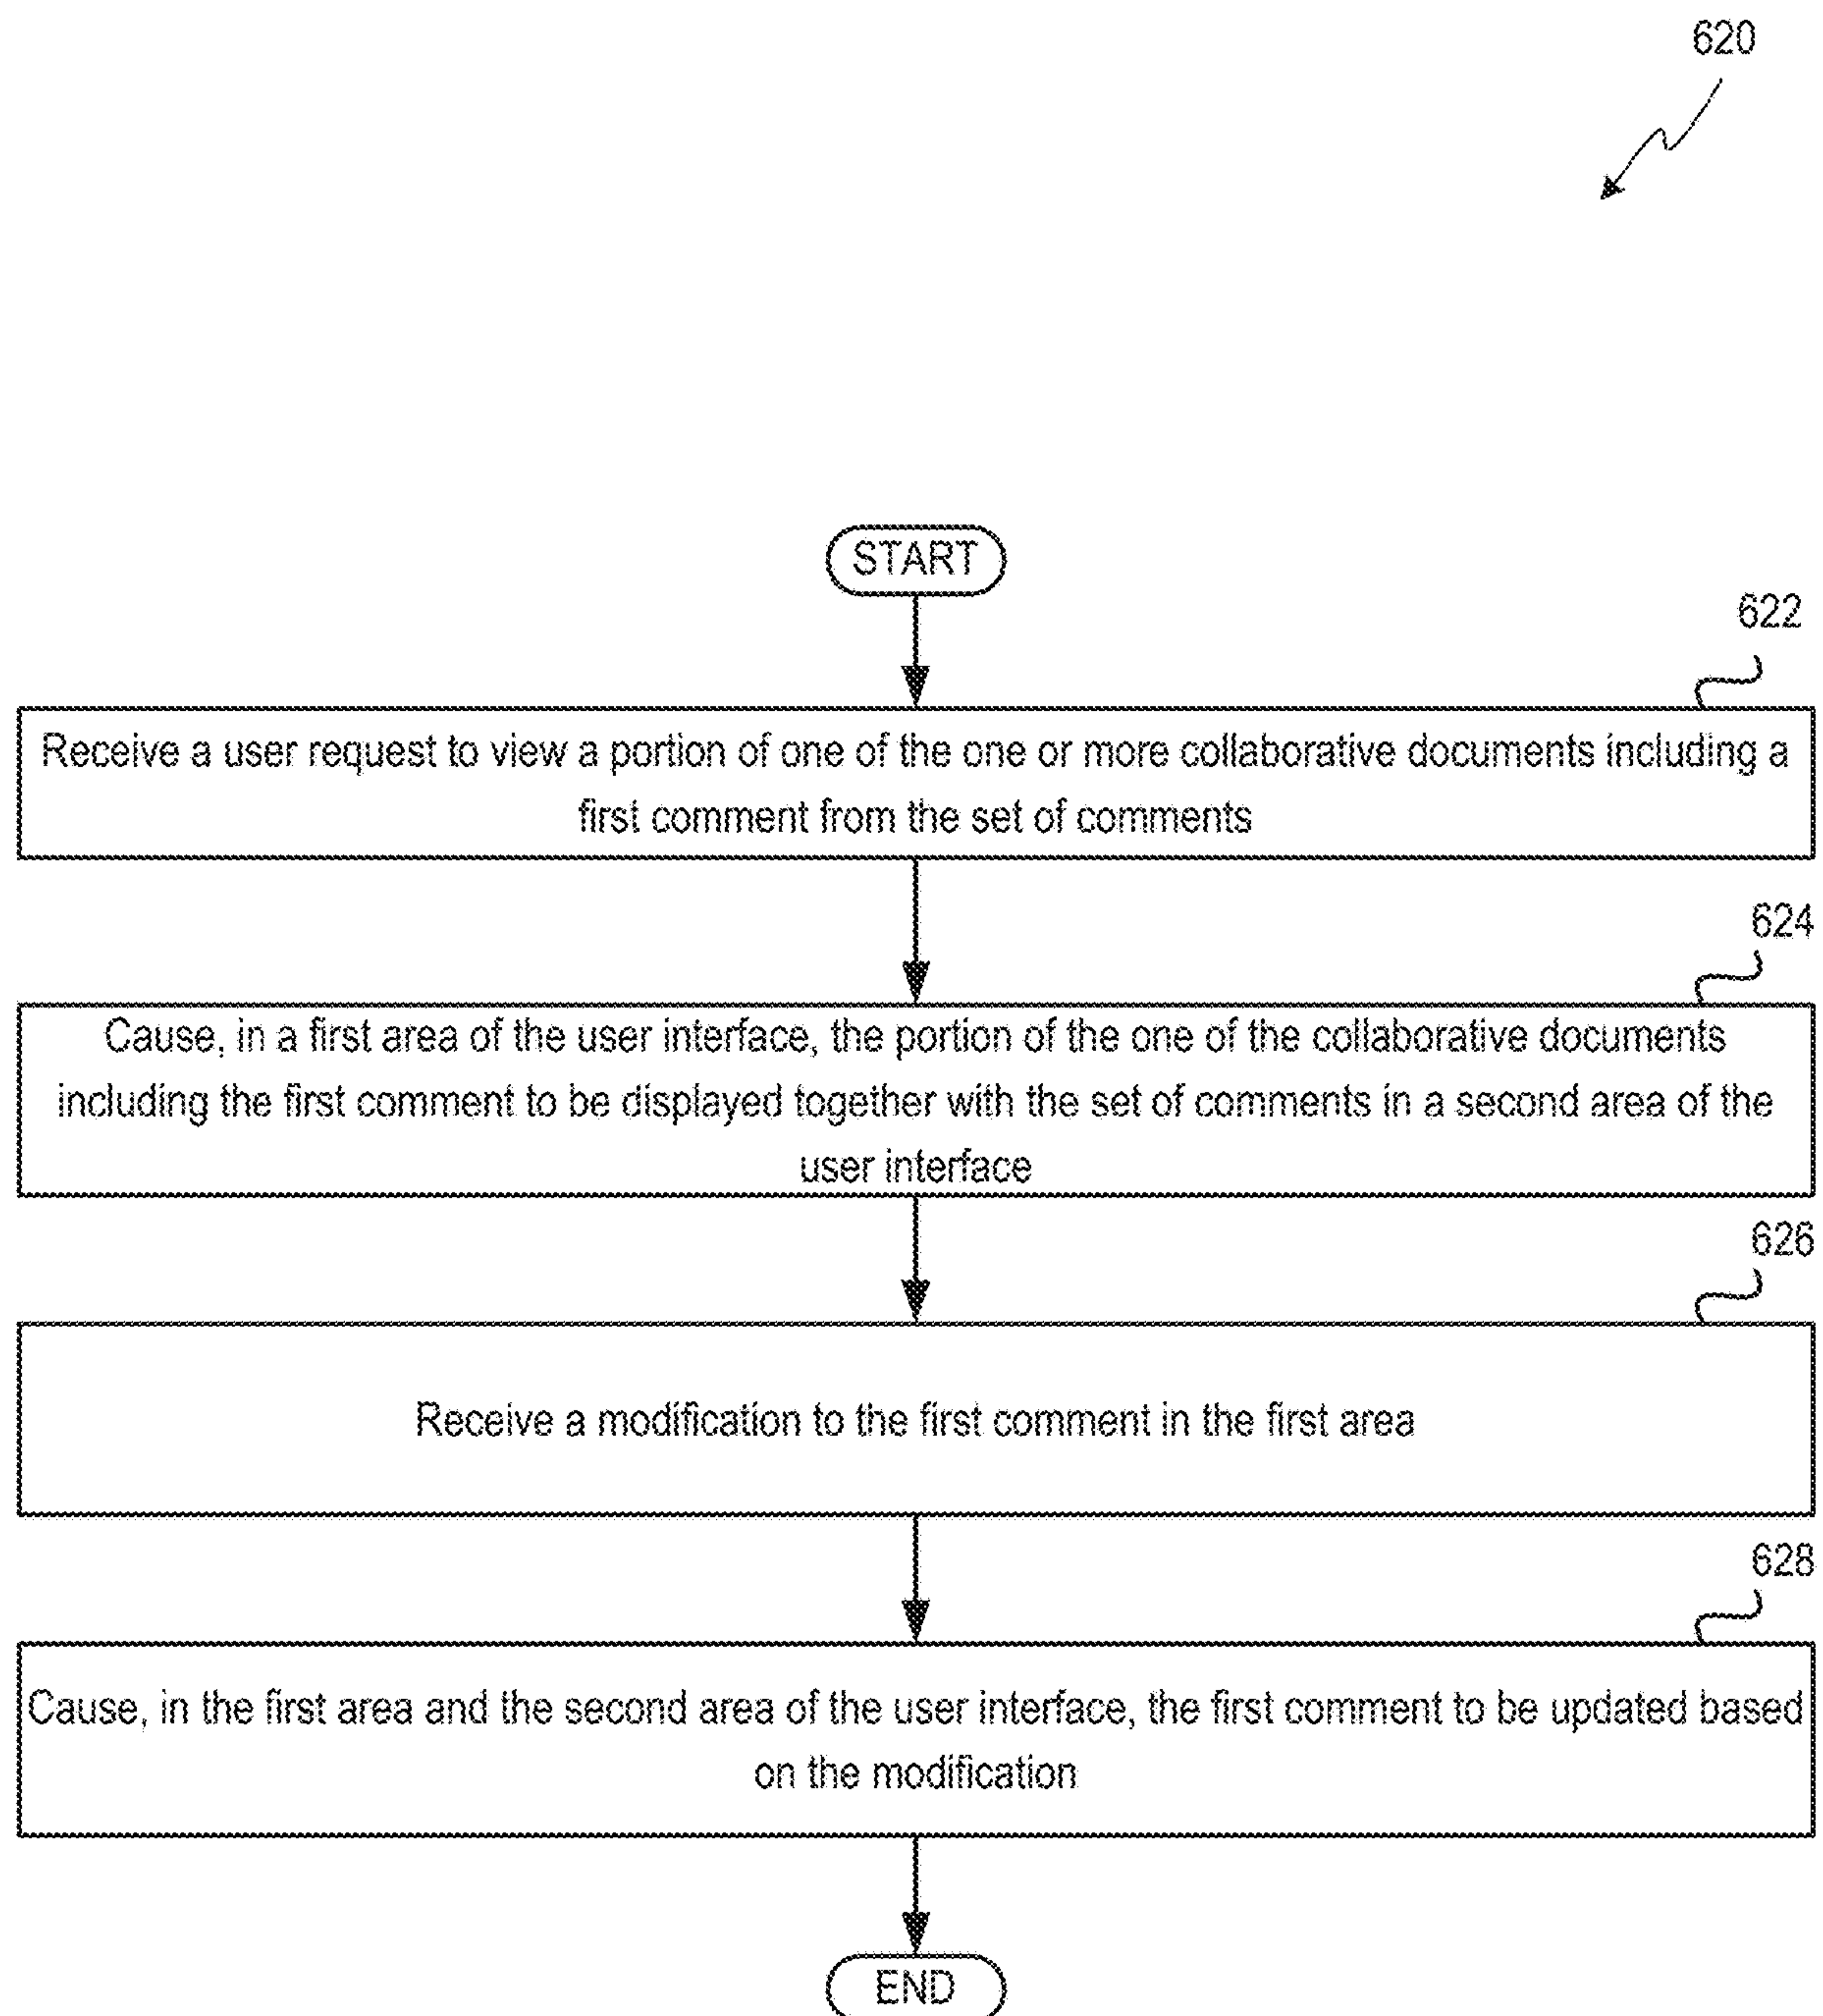 620
START
622
Receive a user request to view a portion of one of the one or more collaborative documents including a
first comment from the set of comments
624
Cause, in a first area of the user interface, the portion of the one of the collaborative documents
including the first comment to be displayed together with the set of comments in a second area of the
user interface
626
Receive a modification to the first comment in the first area
628
Cause, in the first area and the second area of the user interface, the first comment to be updated based
on the modification
END